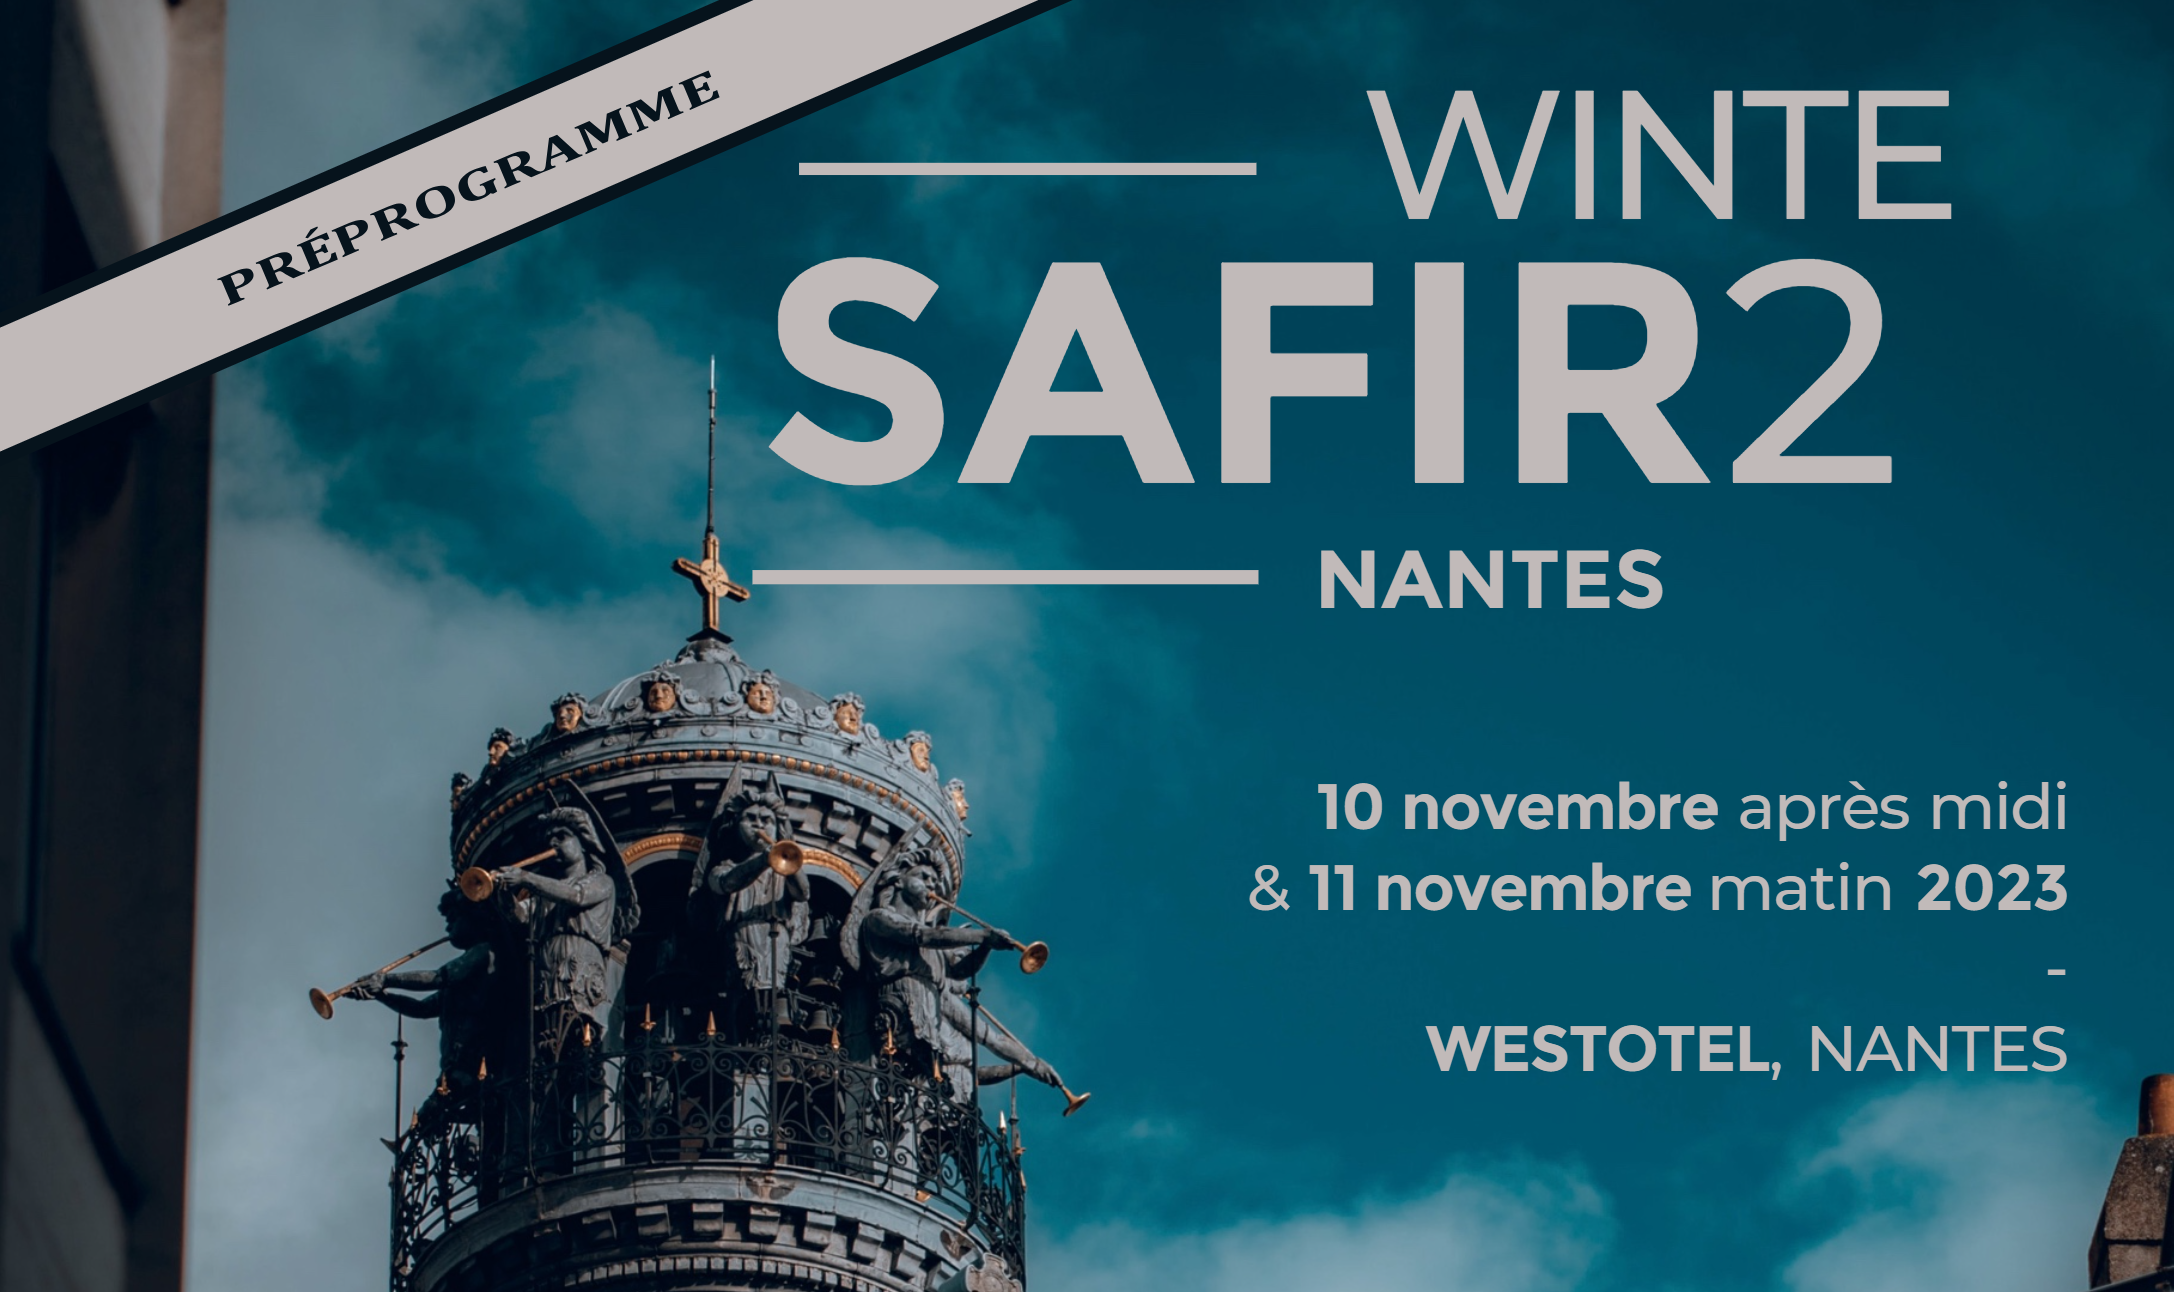 PRÉPROGRAMME
WINTE
SAFIR2
NANTES
10 novembre après midi
& 11 novembre matin 2023
-
WESTOTEL, NANTES